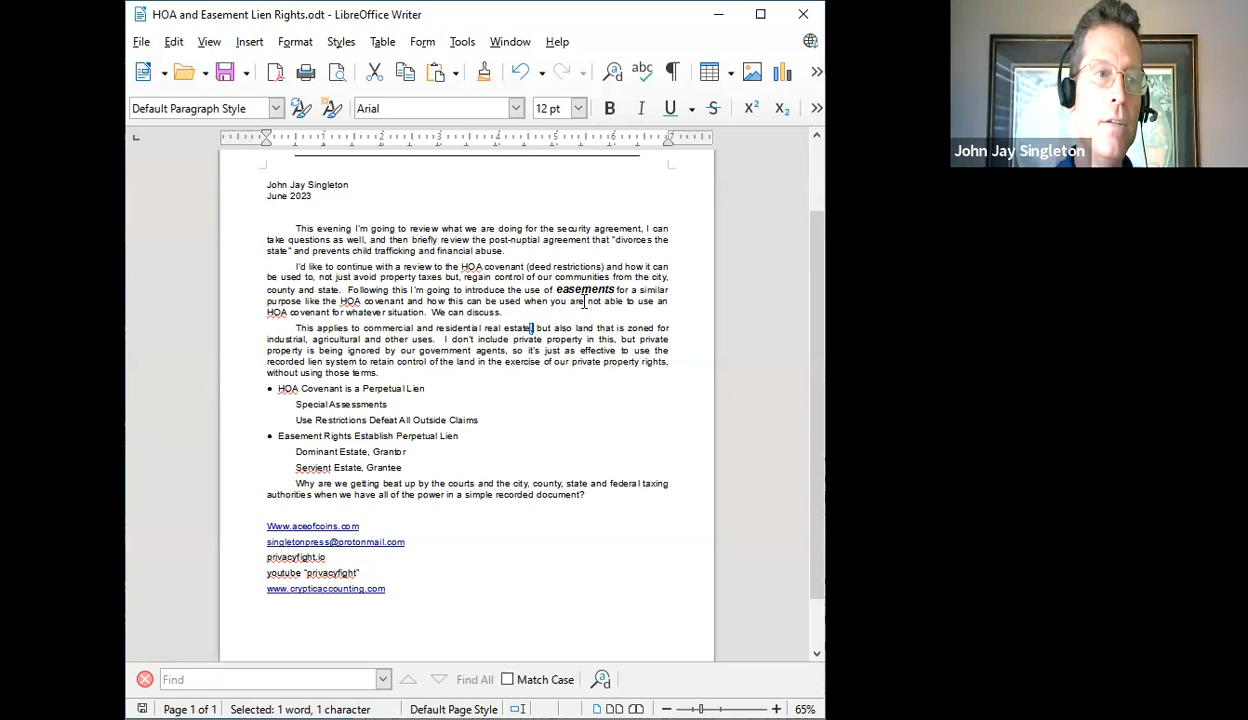 HOA and Easement Lien Rights.odt - LibreOffice Writer
File Edit View Insert Format Styles Table Form Tools Window Help
Default Paragraph Style Arial 12 pt
John Jay Singleton
June 2023
This evening I'm going to review what we are doing for the security agreement, I can
take questions as well, and then briefly review the post-nuptial agreement that "divorces the
state" and prevents child trafficking and financial abuse.
I'd like to continue with a review to the HOA covenant (deed restrictions) and how it can
be used to, not just avoid property taxes but, regain control of our communities from the city,
county and state. Following this I'm going to introduce the use of easements for a similar
purpose like the HOA covenant and how this can be used when you are not able to use an
HOA covenant for whatever situation. We can discuss.
This applies to commercial and residential real estate, but also land that is zoned for
industrial, agricultural and other uses. I don't include private property in this, but private
property is being ignored by our government agents, so it's just as effective to use the
recorded lien system to retain control of the land in the exercise of our private property rights,
without using those terms.
● HOA Covenant is a Perpetual Lien
Special Assessments
Use Restrictions Defeat All Outside Claims
● Easement Rights Establish Perpetual Lien
Dominant Estate, Grantor
Servient Estate, Grantee
Why are we getting beat up by the courts and the city, county, state and federal taxing
authorities when we have all of the power in a simple recorded document?
Www.aceofcoins.com
singletonpress@protonmail.com
privacyfight.io
youtube "privacyfight"
www.crypticaccounting.com
Find Find All Match Case
Page 1 of 1 Selected: 1 word, 1 character Default Page Style 65%
John Jay Singleton